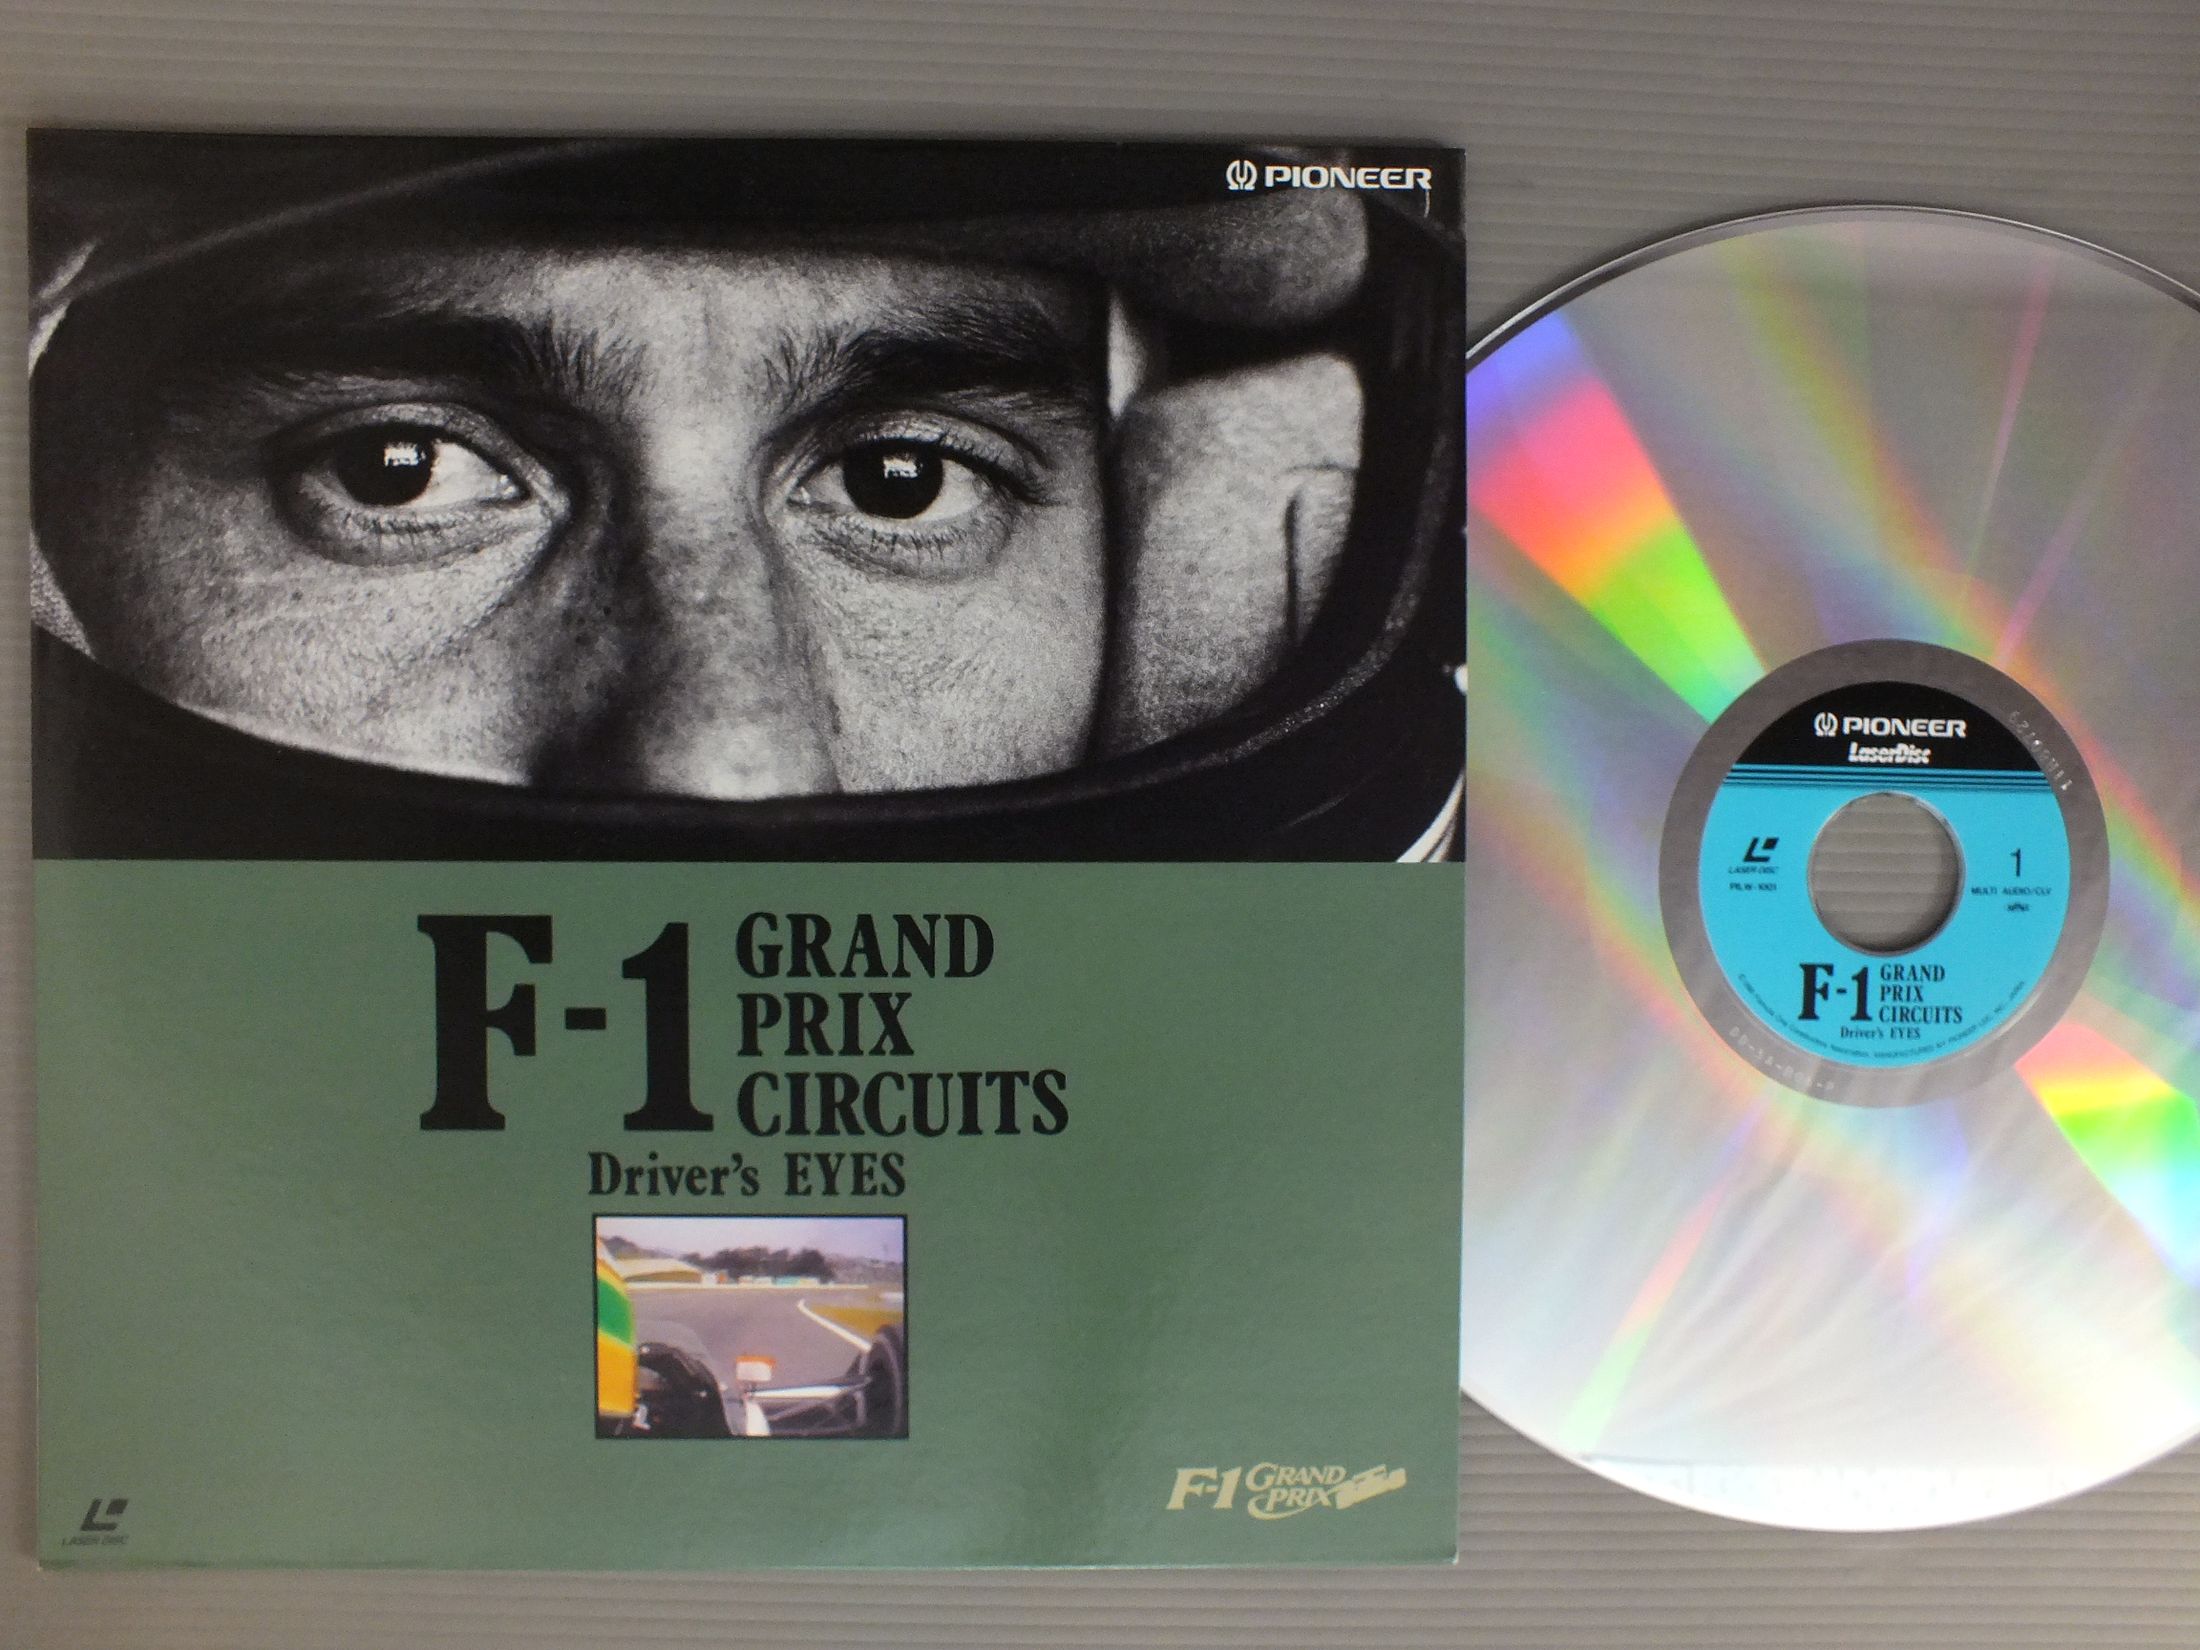 PIONEER
F-1 GRAND
PRIX
CIRCUITS
Driver's EYES
F-1 GRAND
PRIX
LASER DISC
PIONEER
LaserDisc
LASER DISC
1
MULTI AUDIO/CLV
F-1 GRAND
PRIX
CIRCUITS
Driver's EYES